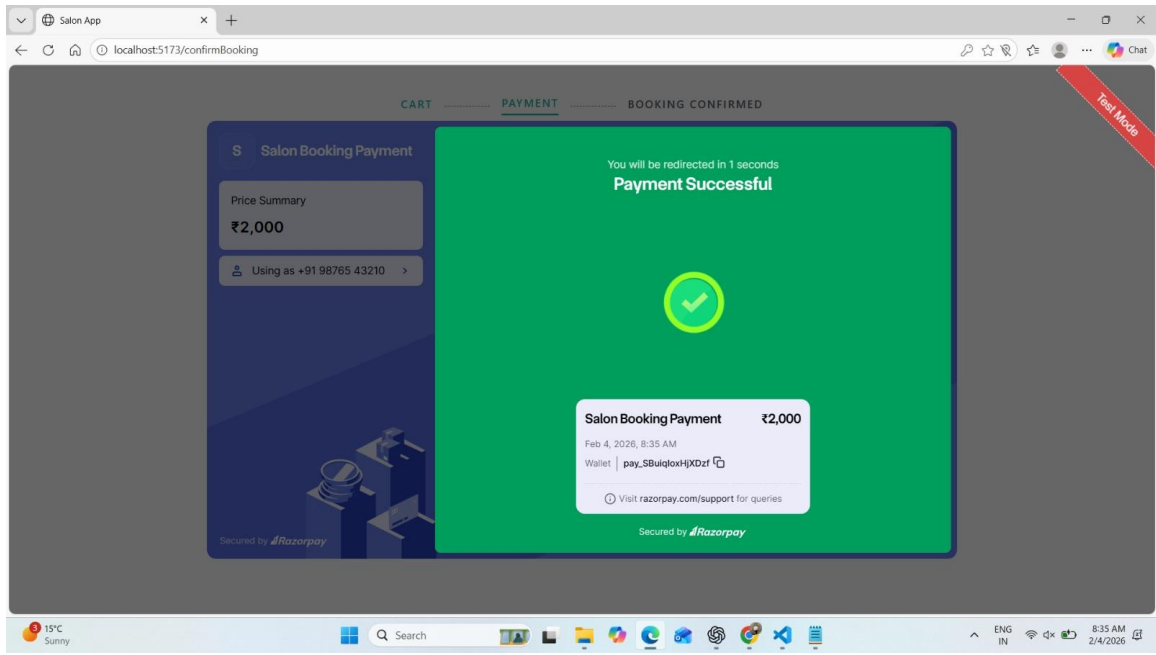 Salon App
localhost:5173/confirmBooking
Chat
Test Mode
CART PAYMENT BOOKING CONFIRMED
S Salon Booking Payment
Price Summary
₹2,000
Using as +91 98765 43210
Secured by Razorpay
You will be redirected in 1 seconds
Payment Successful
Salon Booking Payment ₹2,000
Feb 4, 2026, 8:35 AM
Wallet | pay_SBuiqloxHjXDzf
Visit razorpay.com/support for queries
Secured by Razorpay
3
15°C
Sunny
Search
ENG
IN
8:35 AM
2/4/2026